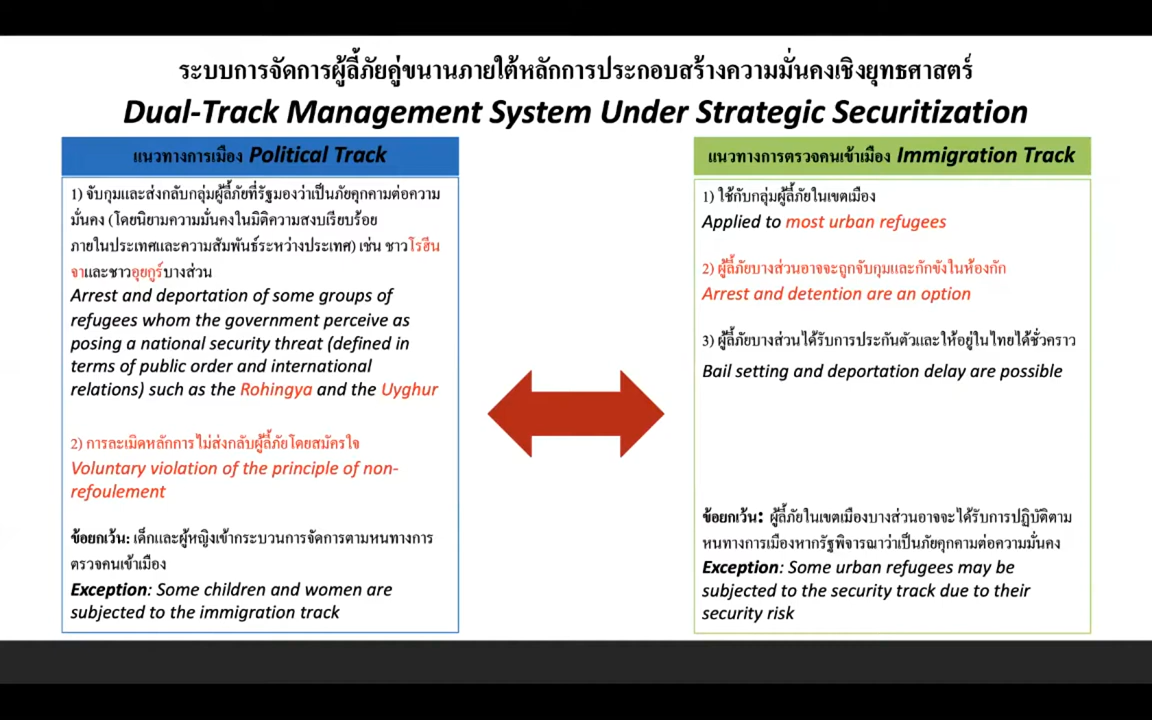 ระบบการจัดการผู้ลี้ภัยคู่ขนานภายใต้หลักการประกอบสร้างความมั่นคงเชิงยุทธศาสตร์
Dual-Track Management System Under Strategic Securitization
แนวทางการเมือง Political Track
1) จับกุมและส่งกลับกลุ่มผู้ลี้ภัยที่รัฐมองว่าเป็นภัยคุกคามต่อความ
มั่นคง (โดยนิยามความมั่นคงในมิติความสงบเรียบร้อย
ภายในประเทศและความสัมพันธ์ระหว่างประเทศ) เช่น ชาวโรฮีน
จาและชาวอุยกูร์บางส่วน
Arrest and deportation of some groups of
refugees whom the government perceive as
posing a national security threat (defined in
terms of public order and international
relations) such as the Rohingya and the Uyghur
2) การละเมิดหลักการไม่ส่งกลับผู้ลี้ภัยโดยสมัครใจ
Voluntary violation of the principle of non-
refoulement
ข้อยกเว้น: เด็กและผู้หญิงเข้ากระบวนการจัดการตามหนทางการ
ตรวจคนเข้าเมือง
Exception: Some children and women are
subjected to the immigration track
แนวทางการตรวจคนเข้าเมือง Immigration Track
1) ใช้กับกลุ่มผู้ลี้ภัยในเขตเมือง
Applied to most urban refugees
2) ผู้ลี้ภัยบางส่วนอาจจะถูกจับกุมและกักขังในห้องกัก
Arrest and detention are an option
3) ผู้ลี้ภัยบางส่วนได้รับการประกันตัวและให้อยู่ในไทยได้ชั่วคราว
Bail setting and deportation delay are possible
ข้อยกเว้น: ผู้ลี้ภัยในเขตเมืองบางส่วนอาจจะได้รับการปฏิบัติตาม
หนทางการเมืองหากรัฐพิจารณาว่าเป็นภัยคุกคามต่อความมั่นคง
Exception: Some urban refugees may be
subjected to the security track due to their
security risk